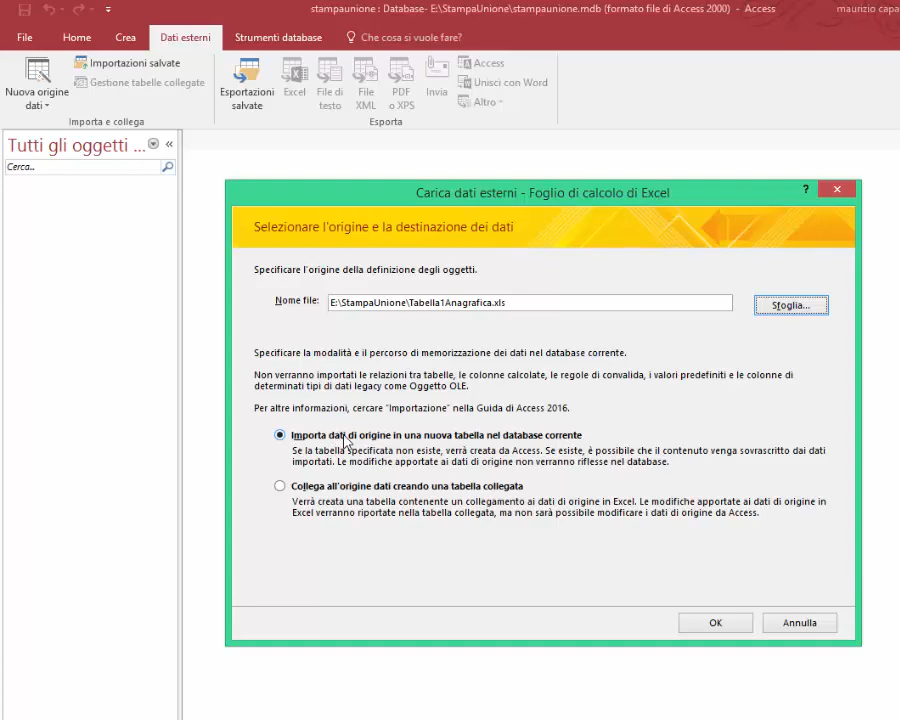 stampaunione : Database- E:\StampaUnione\stampaunione.mdb (formato file di Access 2000) - Access
maurizio capa
File
Home
Crea
Dati esterni
Strumenti database
Che cosa si vuole fare?
Nuova origine
dati
Importazioni salvate
Gestione tabelle collegate
Importa e collega
Esportazioni
salvate
Excel
File di
testo
File
XML
PDF
o XPS
Invia
Access
Unisci con Word
Altro
Esporta
Tutti gli oggetti ...
Cerca...
Carica dati esterni - Foglio di calcolo di Excel
?
Selezionare l'origine e la destinazione dei dati
Specificare l'origine della definizione degli oggetti.
Nome file:
E:\StampaUnione\Tabella1Anagrafica.xls
Sfoglia...
Specificare la modalità e il percorso di memorizzazione dei dati nel database corrente.
Non verranno importati le relazioni tra tabelle, le colonne calcolate, le regole di convalida, i valori predefiniti e le colonne di
determinati tipi di dati legacy come Oggetto OLE.
Per altre informazioni, cercare "Importazione" nella Guida di Access 2016.
Importa dati di origine in una nuova tabella nel database corrente
Se la tabella specificata non esiste, verrà creata da Access. Se esiste, è possibile che il contenuto venga sovrascritto dai dati
importati. Le modifiche apportate ai dati di origine non verranno riflesse nel database.
Collega all'origine dati creando una tabella collegata
Verrà creata una tabella contenente un collegamento ai dati di origine in Excel. Le modifiche apportate ai dati di origine in
Excel verranno riportate nella tabella collegata, ma non sarà possibile modificare i dati di origine da Access.
OK
Annulla